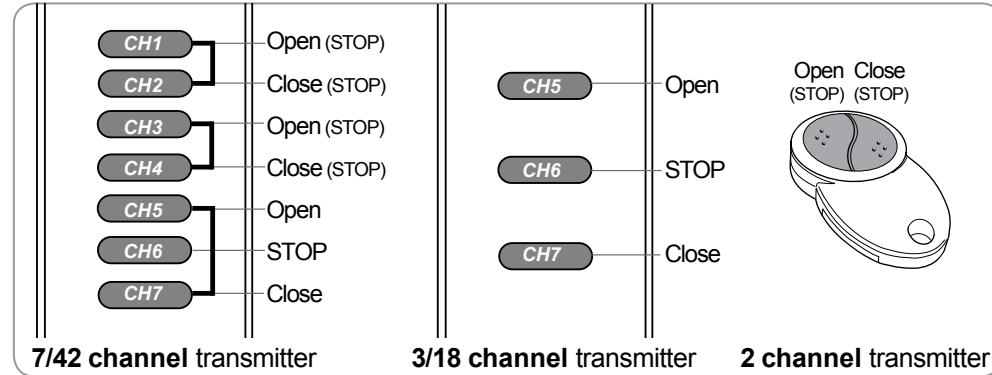 CH1 Open (STOP)
CH2 Close (STOP)
CH3 Open (STOP)
CH4 Close (STOP)
CH5 Open
CH6 STOP
CH7 Close
7/42 channel transmitter
CH5 Open
CH6 STOP
CH7 Close
3/18 channel transmitter
Open Close
(STOP) (STOP)
2 channel transmitter